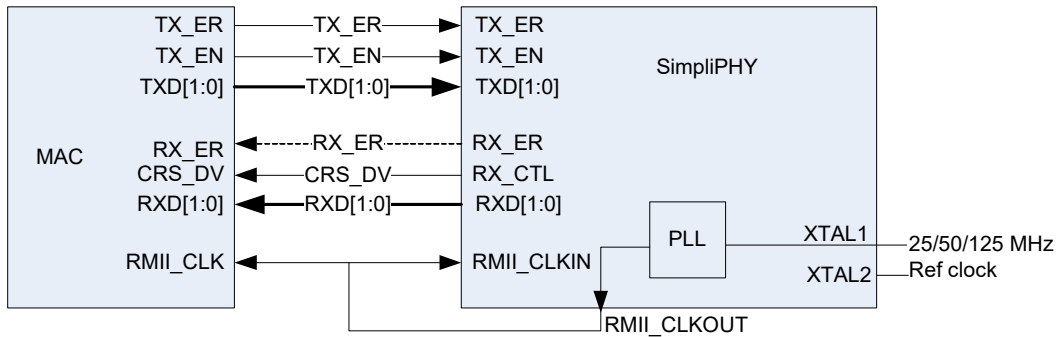 TX_ER TX_ER TX_ER
TX_EN TX_EN TX_EN
SimpliPHY
TXD[1:0] TXD[1:0] TXD[1:0]
MAC
RX_ER RX_ER RX_ER
CRS_DV CRS_DV RX_CTL
RXD[1:0] RXD[1:0] RXD[1:0]
PLL
XTAL1
25/50/125 MHz
RMII_CLK RMII_CLKIN
XTAL2
Ref clock
RMII_CLKOUT